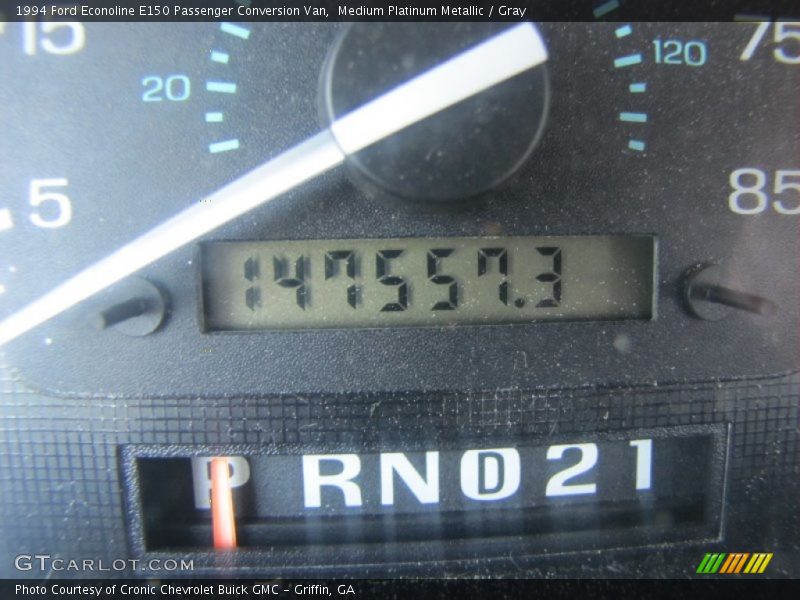 1994 Ford Econoline E150 Passenger Conversion Van, Medium Platinum Metallic / Gray
15 75
20 120
5 85
147557.3
P R N D 2 1
GTCARLOT.COM
Photo Courtesy of Cronic Chevrolet Buick GMC – Griffin, GA